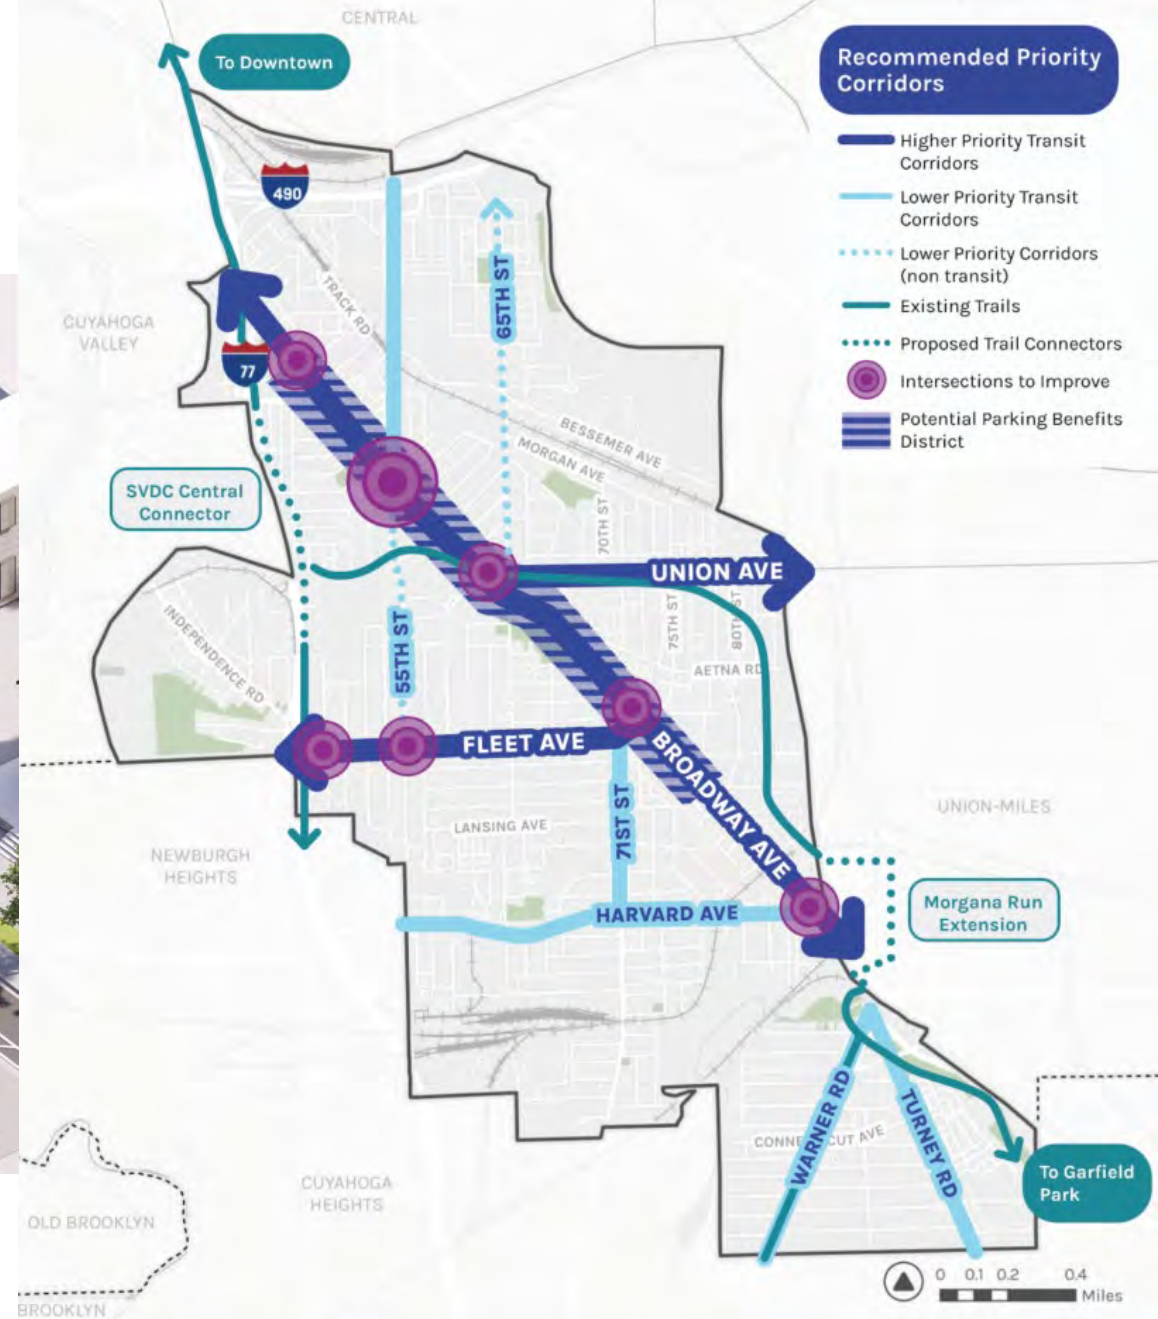 CENTRAL
To Downtown
Recommended Priority
Corridors
Higher Priority Transit
Corridors
Lower Priority Transit
Corridors
Lower Priority Corridors
(non transit)
Existing Trails
Proposed Trail Connectors
Intersections to Improve
Potential Parking Benefits
District
490
65TH ST
TRACK RD
CUYAHOGA
VALLEY
77
BESSEMER AVE
MORGAN AVE
SVDC Central
Connector
70TH ST
UNION AVE
75TH ST
80TH ST
INDEPENDENCE RD
55TH ST
AETNA RD
FLEET AVE
BROADWAY AVE
71ST ST
LANSING AVE
UNION-MILES
NEWBURGH
HEIGHTS
HARVARD AVE
Morgana Run
Extension
WARNER RD
TURNEY RD
CONNE CUT AVE
To Garfield
Park
CUYAHOGA
HEIGHTS
OLD BROOKLYN
BROOKLYN
0 0.1 0.2 0.4
Miles